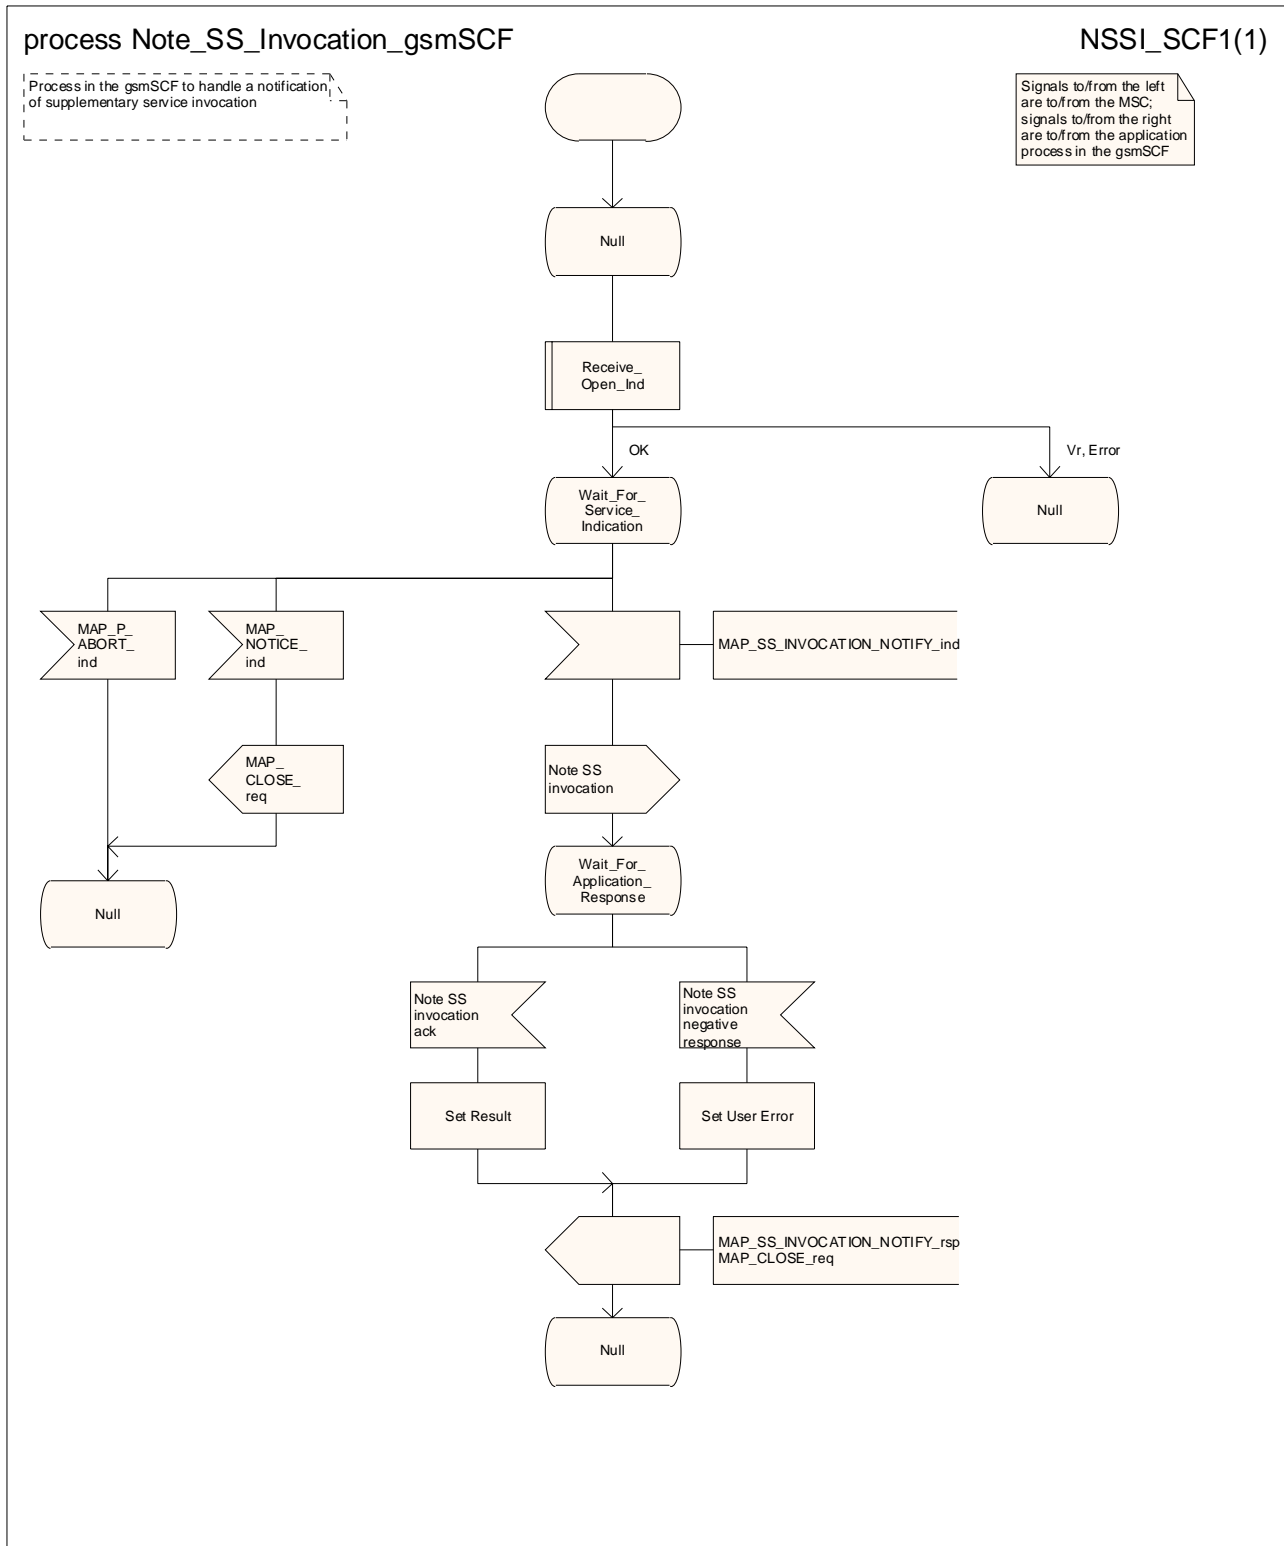 process Note_SS_Invocation_gsmSCF
NSSI_SCF1(1)
Process in the gsmSCF to handle a notification
of supplementary service invocation
Signals to/from the left
are to/from the MSC;
signals to/from the right
are to/from the application
process in the gsmSCF
Null
Receive_
Open_Ind
OK
Vr, Error
Wait_For_
Service_
Indication
Null
MAP_P_
ABORT_
ind
MAP_
NOTICE_
ind
MAP_SS_INVOCATION_NOTIFY_ind
MAP_
CLOSE_
req
Note SS
invocation
Wait_For_
Application_
Response
Null
Note SS
invocation
ack
Note SS
invocation
negative
response
Set Result
Set User Error
MAP_SS_INVOCATION_NOTIFY_rsp
MAP_CLOSE_req
Null